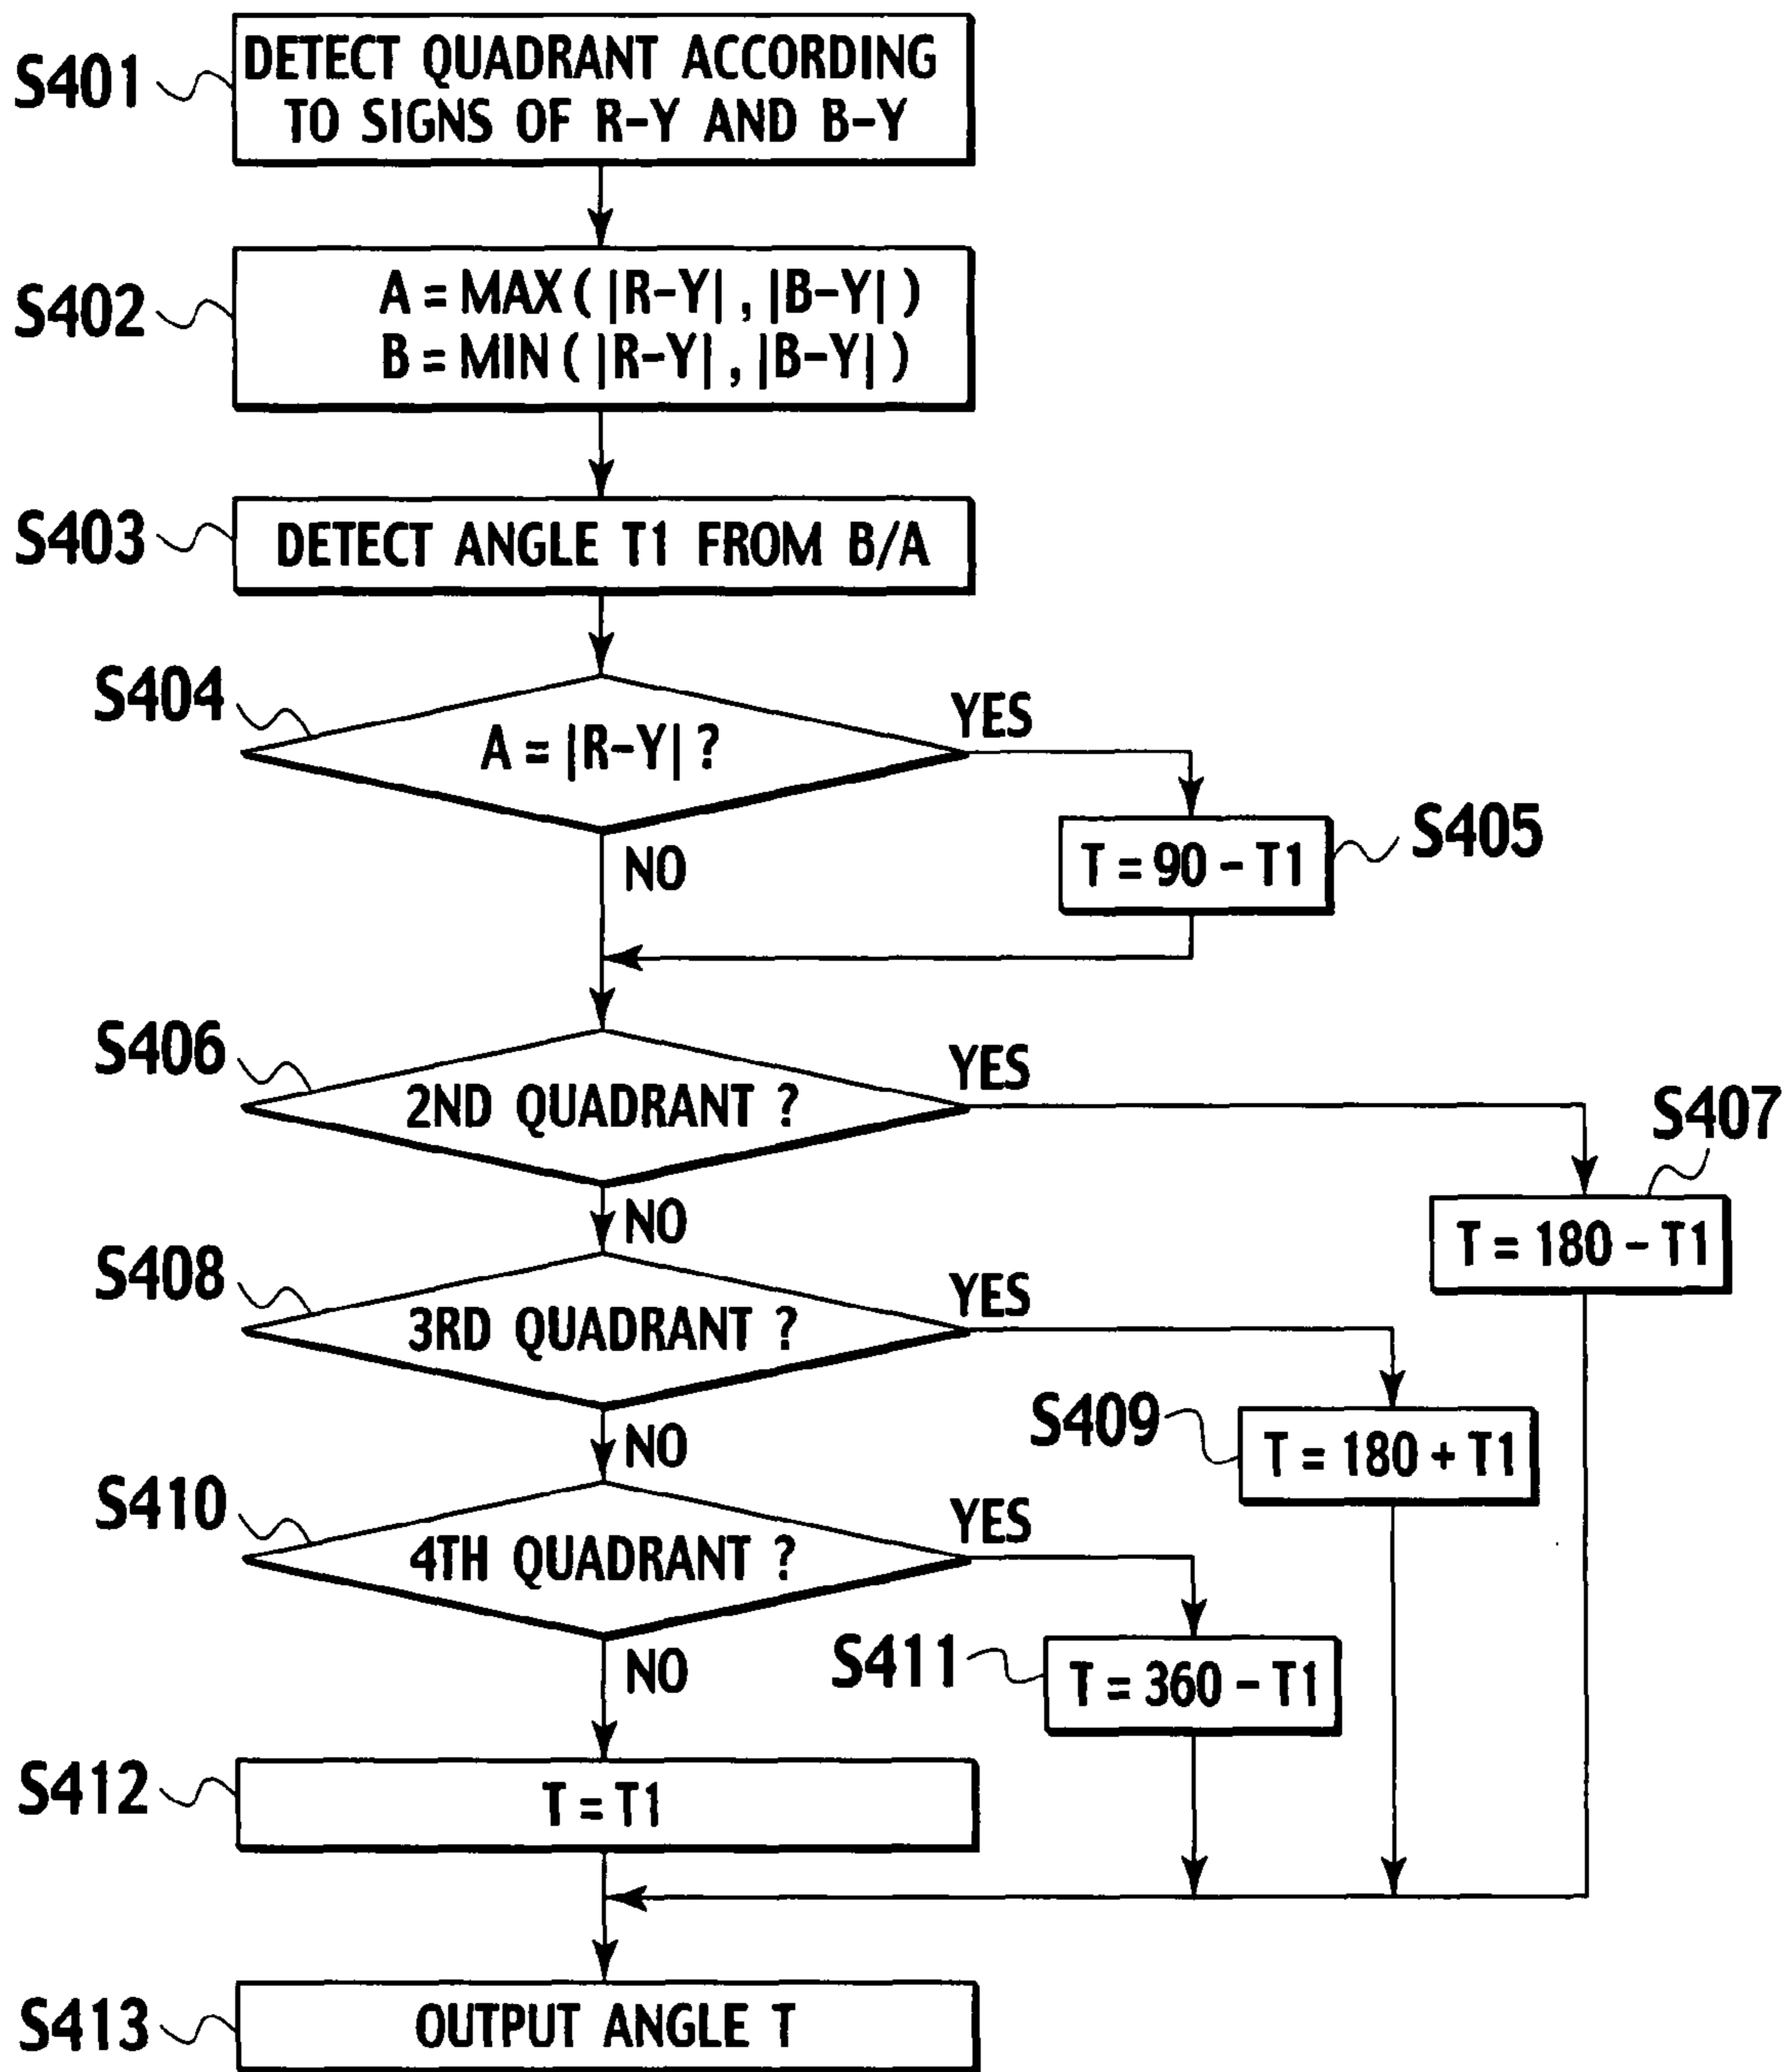 S401
DETECT QUADRANT ACCORDING
TO SIGNS OF R-Y AND B-Y
S402
A = MAX ( |R-Y| , |B-Y| )
B = MIN ( |R-Y| , |B-Y| )
S403
DETECT ANGLE T1 FROM B/A
S404
A = |R-Y| ?
YES
NO
S405
T = 90 - T1
S406
2ND QUADRANT ?
YES
NO
S407
T = 180 - T1
S408
3RD QUADRANT ?
YES
NO
S409
T = 180 + T1
S410
4TH QUADRANT ?
YES
NO
S411
T = 360 - T1
S412
T = T1
S413
OUTPUT ANGLE T